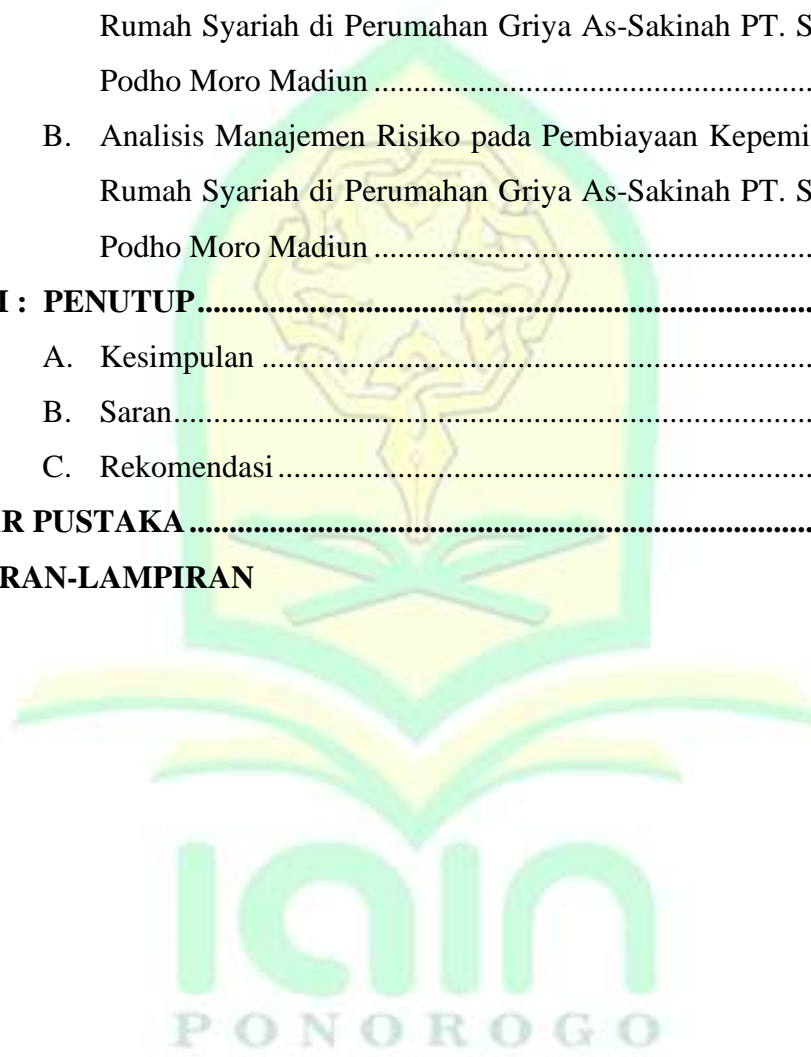 Rumah Syariah di Perumahan Griya As-Sakinah PT. S
Podho Moro Madiun ................................................................
B. Analisis Manajemen Risiko pada Pembiayaan Kepemi
Rumah Syariah di Perumahan Griya As-Sakinah PT. S
Podho Moro Madiun ................................................................
I : PENUTUP................................................................................
A. Kesimpulan ................................................................
B. Saran................................................................
C. Rekomendasi ................................................................
R PUSTAKA ................................................................
RAN-LAMPIRAN
iain
PONOROGO